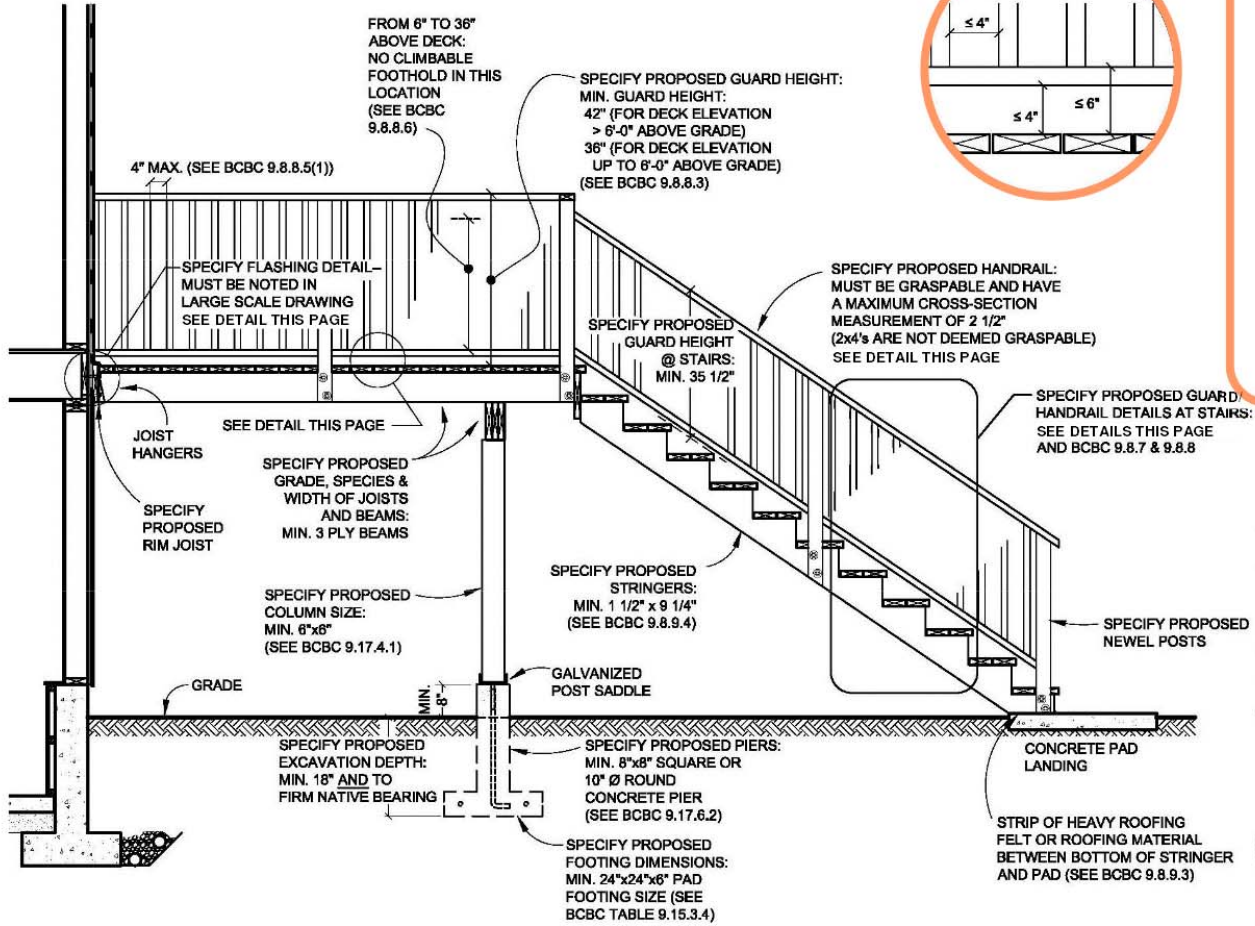 FROM 6" TO 36"
ABOVE DECK:
NO CLIMBABLE
FOOTHOLD IN THIS
LOCATION
(SEE BCBC
9.8.8.6)
SPECIFY PROPOSED GUARD HEIGHT:
MIN. GUARD HEIGHT:
42" (FOR DECK ELEVATION
> 6'-0" ABOVE GRADE)
36" (FOR DECK ELEVATION
UP TO 6'-0" ABOVE GRADE)
(SEE BCBC 9.8.8.3)
≤ 4"
≤ 4"
≤ 6"
4" MAX. (SEE BCBC 9.8.8.5(1))
SPECIFY FLASHING DETAIL-
MUST BE NOTED IN
LARGE SCALE DRAWING
SEE DETAIL THIS PAGE
SPECIFY PROPOSED
GUARD HEIGHT
@ STAIRS:
MIN. 35 1/2"
SPECIFY PROPOSED HANDRAIL:
MUST BE GRASPABLE AND HAVE
A MAXIMUM CROSS-SECTION
MEASUREMENT OF 2 1/2"
(2x4's ARE NOT DEEMED GRASPABLE)
SEE DETAIL THIS PAGE
SPECIFY PROPOSED GUARD/
HANDRAIL DETAILS AT STAIRS:
SEE DETAILS THIS PAGE
AND BCBC 9.8.7 & 9.8.8
JOIST
HANGERS
SEE DETAIL THIS PAGE
SPECIFY PROPOSED
GRADE, SPECIES &
WIDTH OF JOISTS
AND BEAMS:
MIN. 3 PLY BEAMS
SPECIFY
PROPOSED
RIM JOIST
SPECIFY PROPOSED
COLUMN SIZE:
MIN. 6"x6"
(SEE BCBC 9.17.4.1)
SPECIFY PROPOSED
STRINGERS:
MIN. 1 1/2" x 9 1/4"
(SEE BCBC 9.8.9.4)
SPECIFY PROPOSED
NEWEL POSTS
GRADE
MIN.
8"
GALVANIZED
POST SADDLE
SPECIFY PROPOSED
EXCAVATION DEPTH:
MIN. 18" AND TO
FIRM NATIVE BEARING
SPECIFY PROPOSED PIERS:
MIN. 8"x8" SQUARE OR
10" Ø ROUND
CONCRETE PIER
(SEE BCBC 9.17.6.2)
CONCRETE PAD
LANDING
SPECIFY PROPOSED
FOOTING DIMENSIONS:
MIN. 24"x24"x6" PAD
FOOTING SIZE (SEE
BCBC TABLE 9.15.3.4)
STRIP OF HEAVY ROOFING
FELT OR ROOFING MATERIAL
BETWEEN BOTTOM OF STRINGER
AND PAD (SEE BCBC 9.8.9.3)